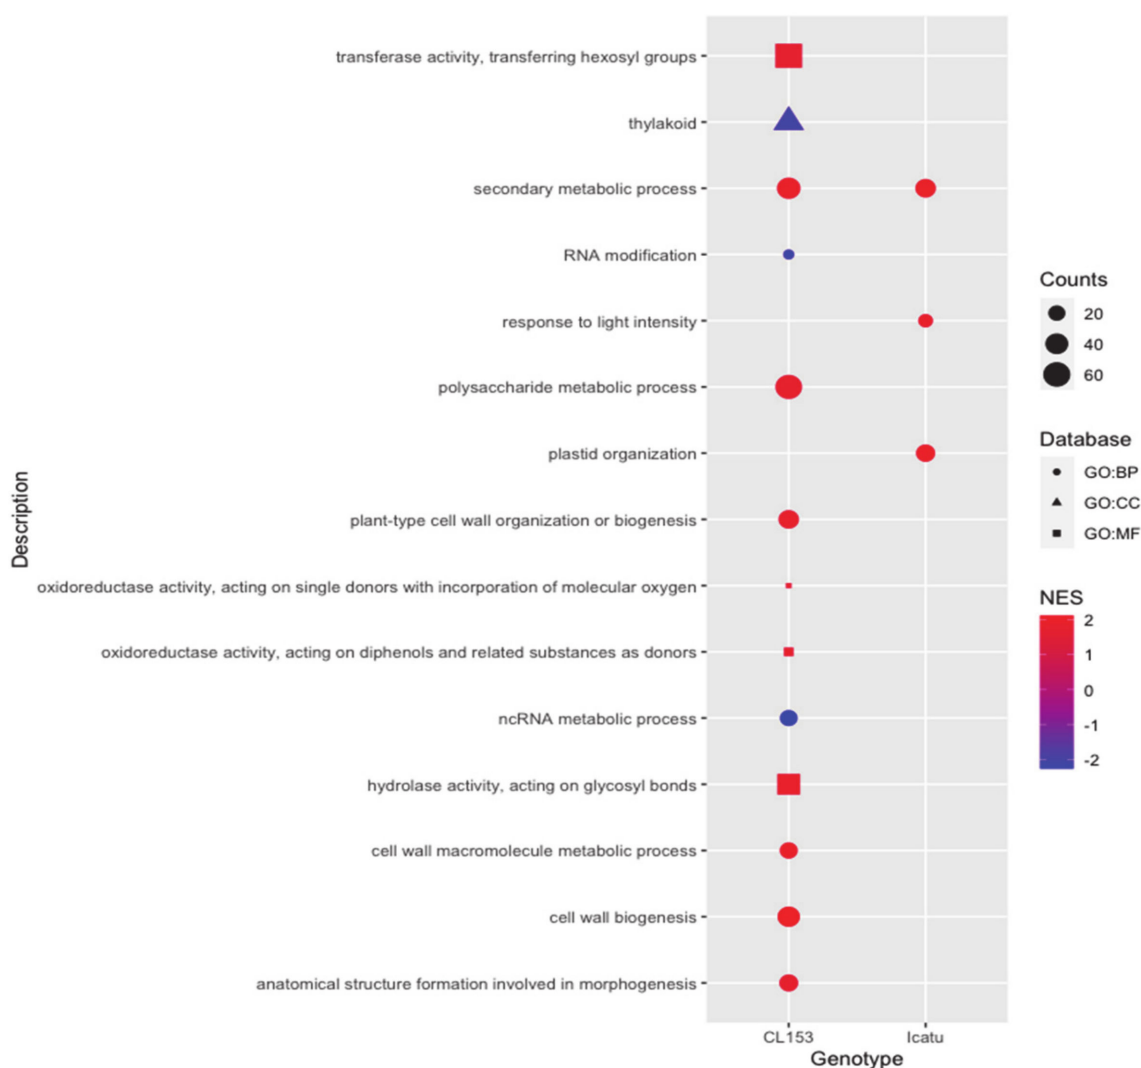 transferase activity, transferring hexosyl groups
thylakoid
secondary metabolic process
RNA modification
response to light intensity
polysaccharide metabolic process
plastid organization
plant-type cell wall organization or biogenesis
oxidoreductase activity, acting on single donors with incorporation of molecular oxygen
oxidoreductase activity, acting on diphenols and related substances as donors
ncRNA metabolic process
hydrolase activity, acting on glycosyl bonds
cell wall macromolecule metabolic process
cell wall biogenesis
anatomical structure formation involved in morphogenesis
Description
CL153 Icatu
Genotype
Counts
20
40
60
Database
GO:BP
GO:CC
GO:MF
NES
2
1
0
-1
-2